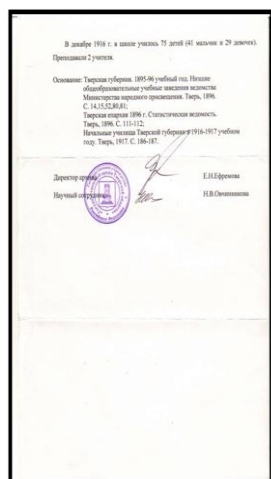 В декабре 1916 г. в школе училось 75 детей (41 мальчик и 29 девочек).
Преподавали 2 учителя.
Основание: Тверская губерния. 1895-96 учебный год. Низшие
общеобразовательные учебные заведения ведомства
Министерства народного просвещения. Тверь, 1896.
С. 14,15,52,80,81;
Тверская епархия 1896 г. Статистическая ведомость.
Тверь, 1896. С. 111-112;
Начальные училища Тверской губернии в 1916-1917 учебном
году. Тверь, 1917. С. 186-187.
Директор архива Е.Н.Ефремова
Научный сотрудник Н.В.Овчинникова